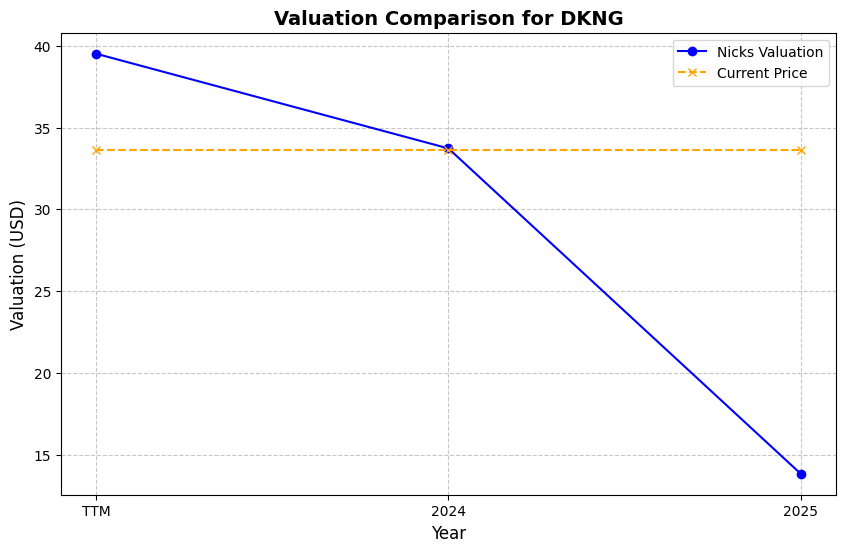 Valuation Comparison for DKNG
Nicks Valuation
Current Price
Valuation (USD)
40
35
30
25
20
15
TTM
2024
2025
Year